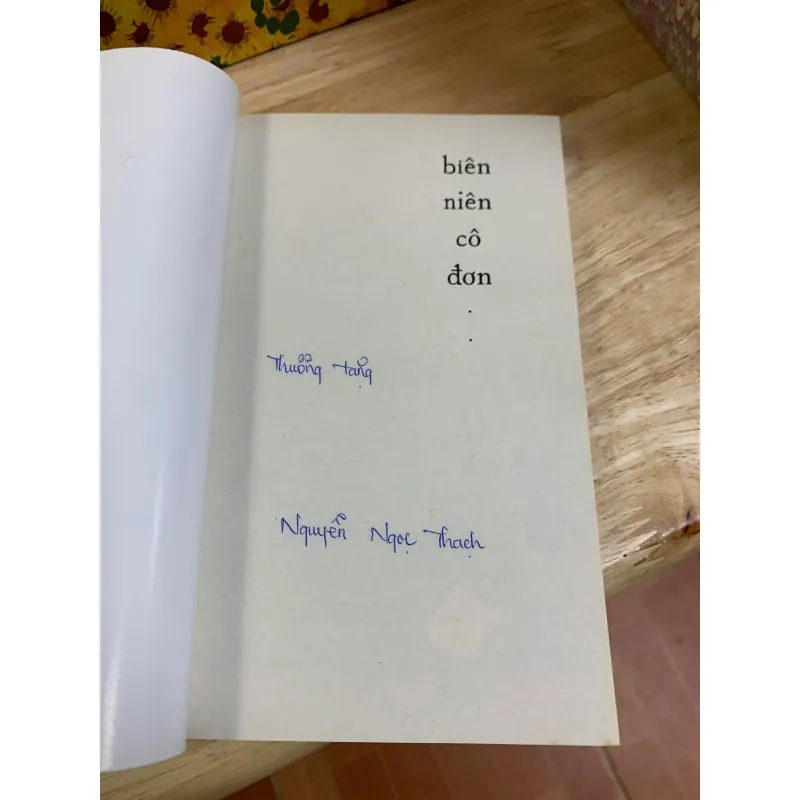 biên
niên
cô
đơn
.
.
Thương tặng
Nguyễn Ngọc Thạch